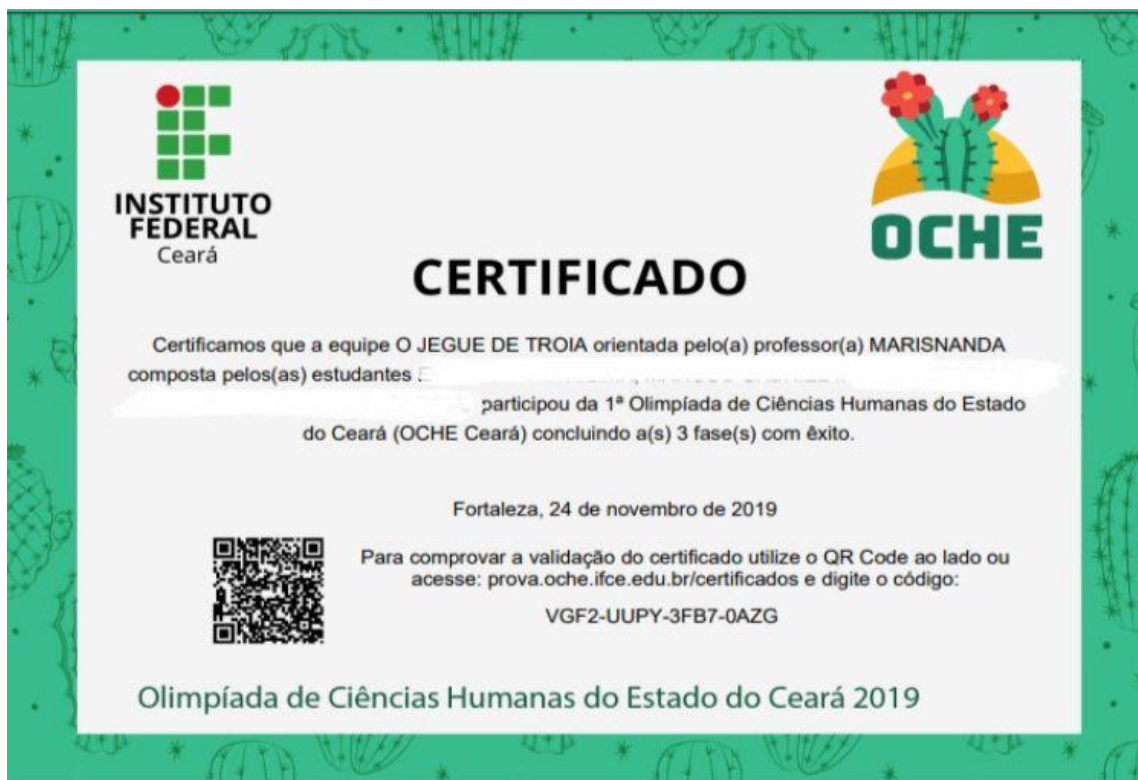 INSTITUTO
FEDERAL
Ceará
OCHE
CERTIFICADO
Certificamos que a equipe O JEGUE DE TROIA orientada pelo(a) professor(a) MARISNANDA
composta pelos(as) estudantes
participou da 1ª Olimpíada de Ciências Humanas do Estado
do Ceará (OCHE Ceará) concluindo a(s) 3 fase(s) com êxito.
Fortaleza, 24 de novembro de 2019
Para comprovar a validação do certificado utilize o QR Code ao lado ou
acesse: prova.oche.ifce.edu.br/certificados e digite o código:
VGF2-UUPY-3FB7-0AZG
Olimpíada de Ciências Humanas do Estado do Ceará 2019